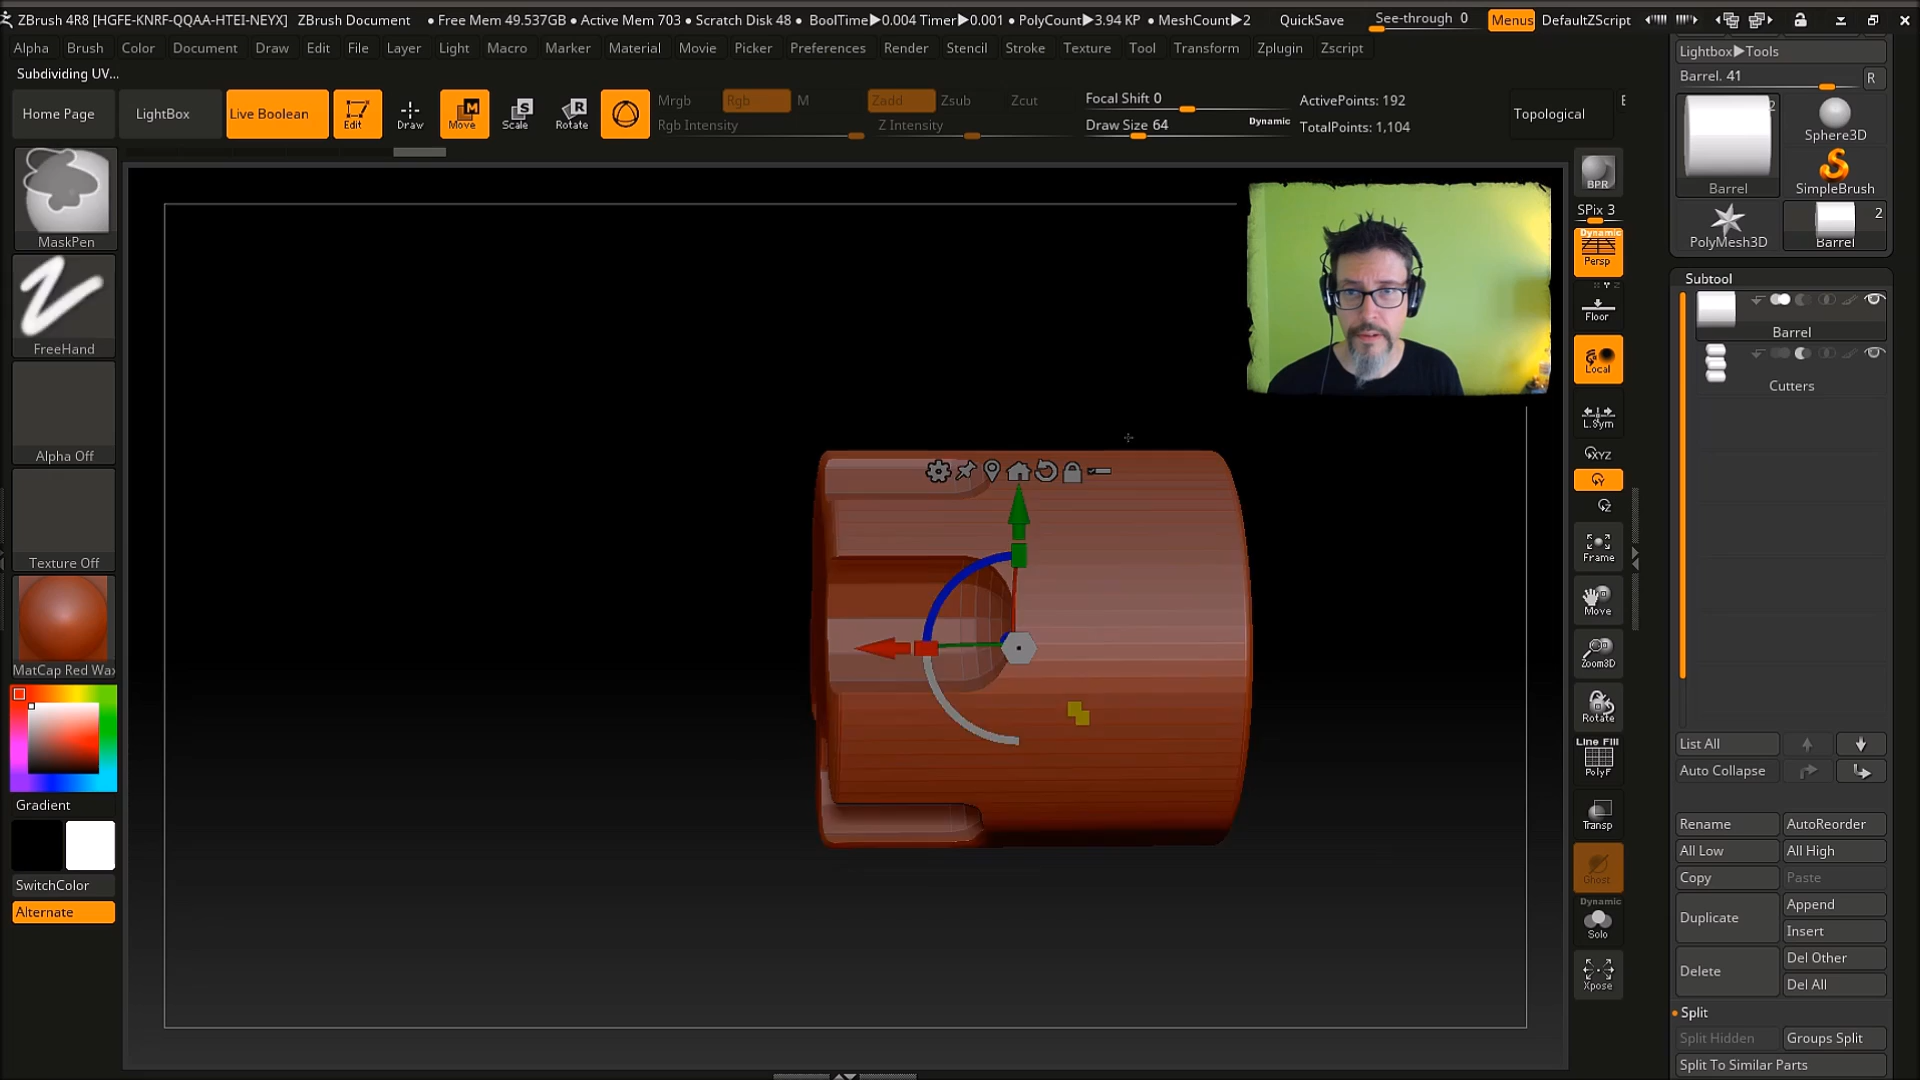 ZBrush 4R8 [HGFE-KNRF-QQAA-HTEI-NEYX] ZBrush Document • Free Mem 49.537GB • Active Mem 703 • Scratch Disk 48 • BoolTime▶0.004 Timer▶0.001 • PolyCount▶3.94 KP • MeshCount▶2 QuickSave See-through 0 Menus DefaultZScript
Alpha Brush Color Document Draw Edit File Layer Light Macro Marker Material Movie Picker Preferences Render Stencil Stroke Texture Tool Transform Zplugin Zscript
Subdividing UV...
Home Page LightBox Live Boolean Edit Draw Move Scale Rotate
Mrgb Rgb M Zadd Zsub Zcut
Rgb Intensity Z Intensity
Focal Shift 0
Draw Size 64 Dynamic
ActivePoints: 192
TotalPoints: 1,104
Topological
MaskPen
FreeHand
Alpha Off
Texture Off
MatCap Red Wax
Gradient
SwitchColor
Alternate
BPR
SPix 3
Dynamic
Persp
Floor
Local
L.Sym
XYZ
Y
Z
Frame
Move
Zoom3D
Rotate
Line Fill
PolyF
Transp
Ghost
Dynamic
Solo
Xpose
Lightbox▶Tools
Barrel. 41 R
2
Barrel Sphere3D
SimpleBrush
PolyMesh3D 2 Barrel
Subtool
Barrel
Cutters
List All
Auto Collapse
Rename AutoReorder
All Low All High
Copy Paste
Duplicate Append
Insert
Delete Del Other
Del All
Split
Split Hidden Groups Split
Split To Similar Parts